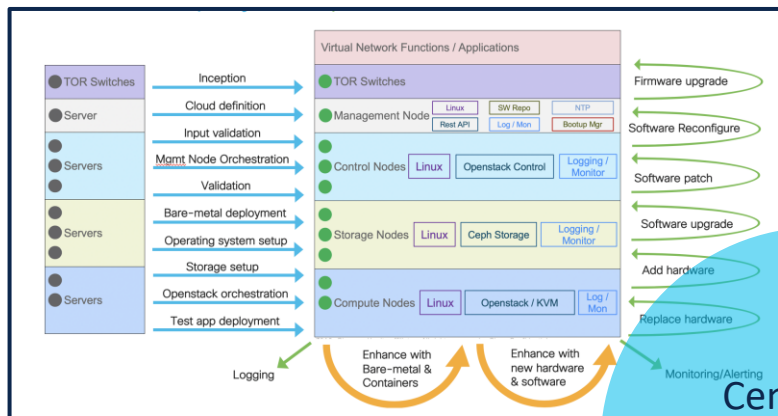 Virtual Network Functions / Applications
TOR Switches
Server
Servers
Servers
Servers
Inception
Cloud definition
Input validation
Mgmt Node Orchestration
Validation
Bare-metal deployment
Operating system setup
Storage setup
Openstack orchestration
Test app deployment
TOR Switches
Management Node
Linux
SW Repo
NTP
Rest API
Log / Mon
Bootup Mgr
Control Nodes
Linux
Openstack Control
Logging /
Monitor
Storage Nodes
Linux
Ceph Storage
Logging /
Monitor
Compute Nodes
Linux
Openstack / KVM
Log /
Mon
Firmware upgrade
Software Reconfigure
Software patch
Software upgrade
Add hardware
Replace hardware
Logging
Enhance with
Bare-metal &
Containers
Enhance with
new hardware
& software
Monitoring/Alerting
Cer